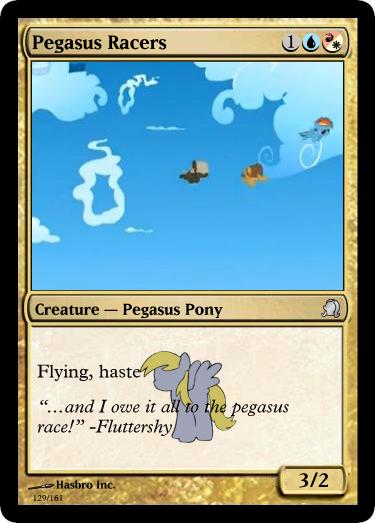 Pegasus Racers 1
Creature — Pegasus Pony
Flying, haste
“...and I owe it all to the pegasus
race!” -Fluttershy
3/2
Hasbro Inc.
129/161